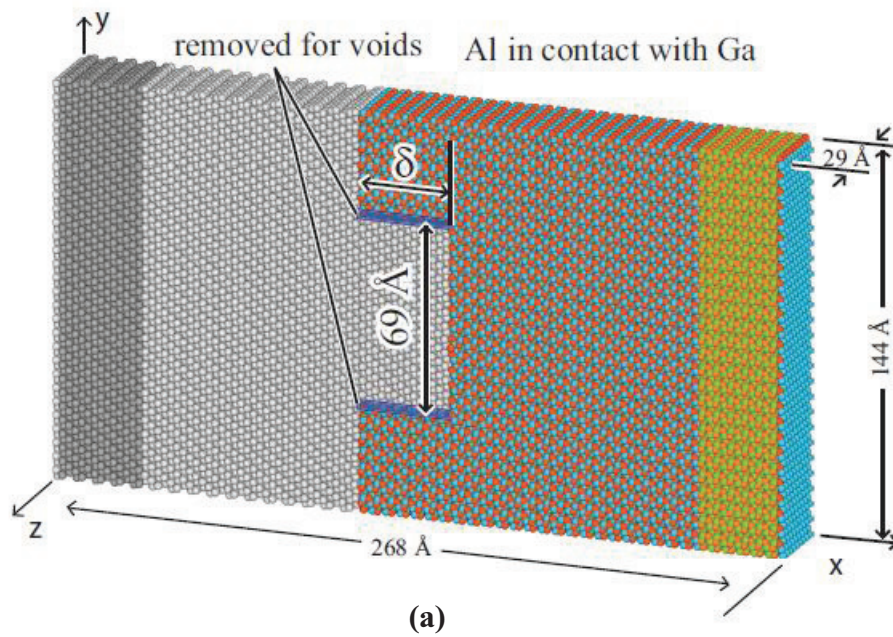 y
removed for voids
Al in contact with Ga
δ
29 Å
69 Å
144 Å
z
268 Å
x
(a)